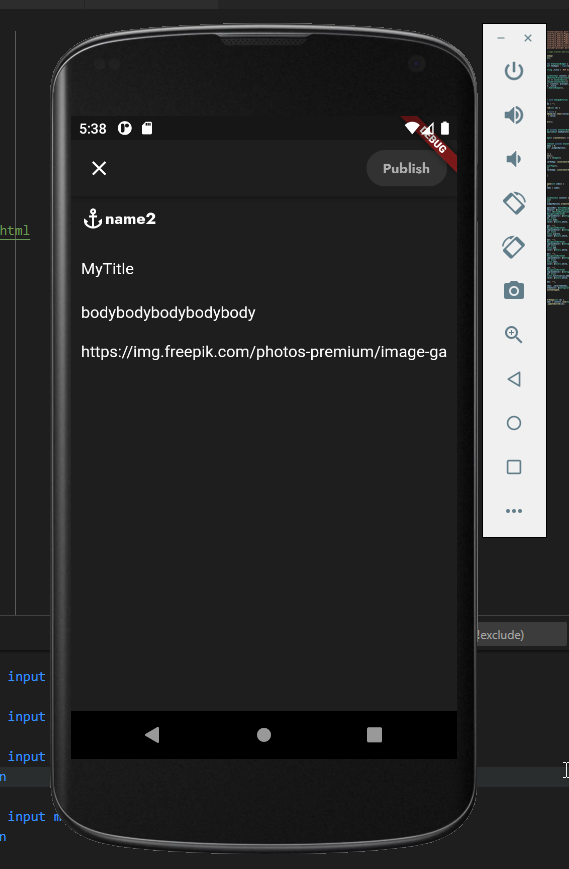 5:38
DEBUG
Publish
name2
html
MyTitle
bodybodybodybodybody
https://img.freepik.com/photos-premium/image-ga
!exclude)
input
input
input
n
input m
n